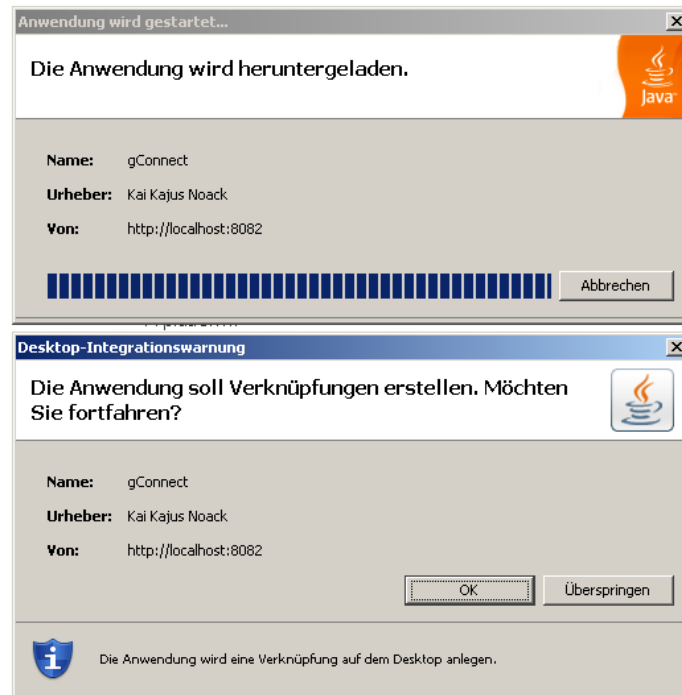 Anwendung wird gestartet...
Die Anwendung wird heruntergeladen.
Java
Name: gConnect
Urheber: Kai Kajus Noack
Von: http://localhost:8082
Abbrechen
Desktop-Integrationswarnung
Die Anwendung soll Verknüpfungen erstellen. Möchten
Sie fortfahren?
Name: gConnect
Urheber: Kai Kajus Noack
Von: http://localhost:8082
OK Überspringen
Die Anwendung wird eine Verknüpfung auf dem Desktop anlegen.